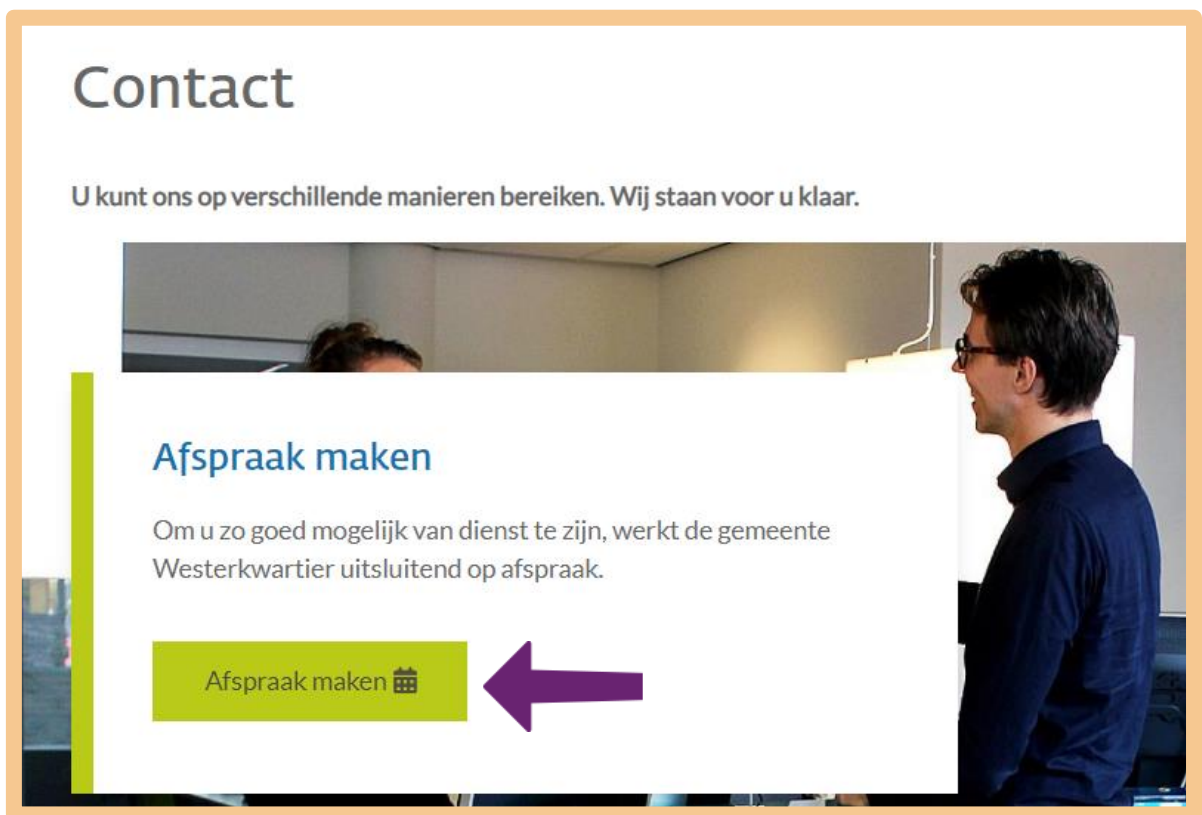 Contact
U kunt ons op verschillende manieren bereiken. Wij staan voor u klaar.
Afspraak maken
Om u zo goed mogelijk van dienst te zijn, werkt de gemeente
Westerkwartier uitsluitend op afspraak.
Afspraak maken